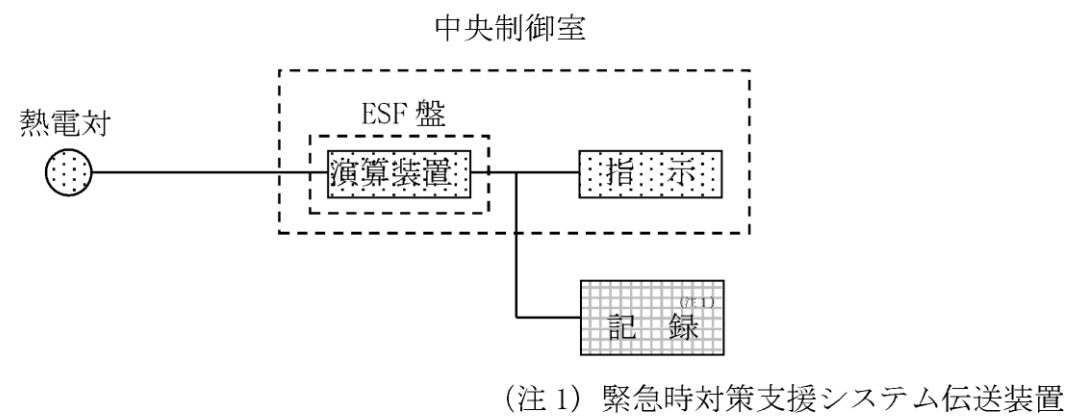 中央制御室
熱電対
ESF 盤
演算装置
指 示
(注1)
記 録
(注 1) 緊急時対策支援システム伝送装置